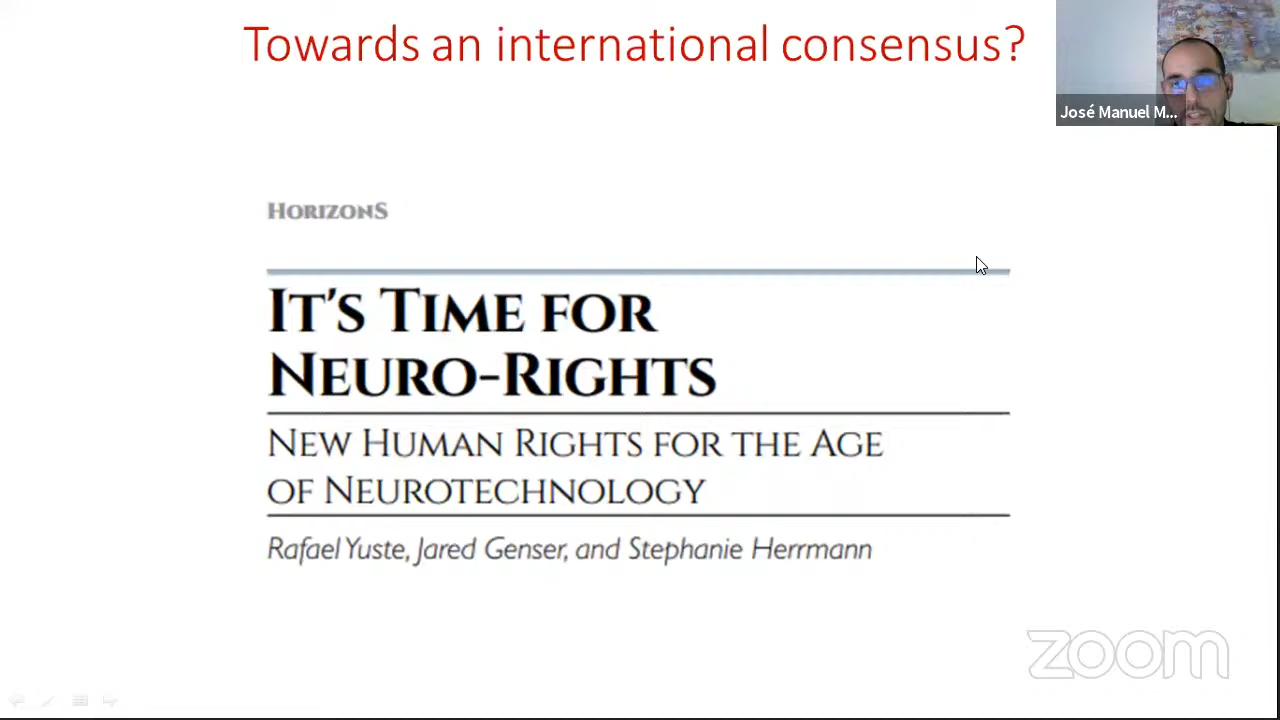 Towards an international consensus?
José Manuel M...
HORIZONS
IT'S TIME FOR
NEURO-RIGHTS
NEW HUMAN RIGHTS FOR THE AGE
OF NEUROTECHNOLOGY
Rafael Yuste, Jared Genser, and Stephanie Herrmann
zoom